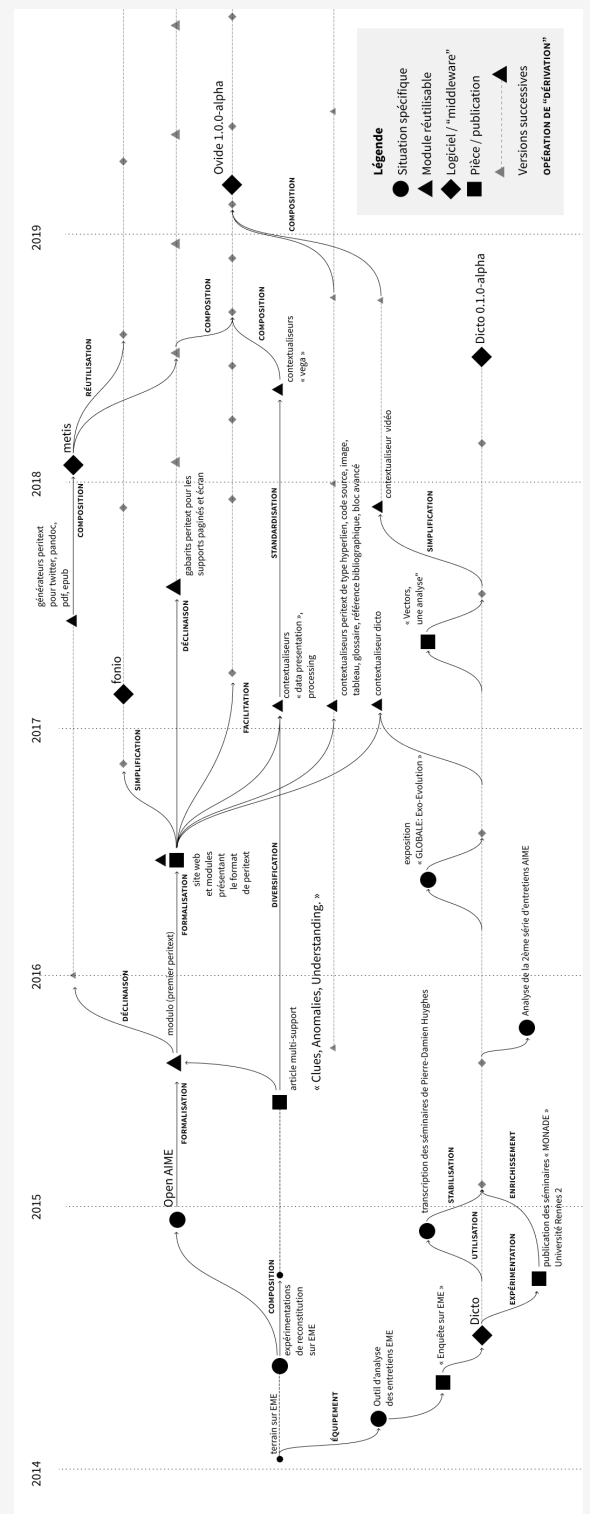 2014
2015
2016
2017
2018
2019
générateurs peritext
pour twitter, pandoc,
pdf, epub
COMPOSITION
metis
RÉUTILISATION
fonio
SIMPLIFICATION
DÉCLINAISON
Open AIME
FORMALISATION
modulo (premier peritext)
FORMALISATION
site web
et modules
présentant
le format
de peritext
DÉCLINAISON
gabarits peritext pour les
supports paginés et écran
COMPOSITION
FACILITATION
Ovide 1.0.0-alpha
COMPOSITION
COMPOSITION
terrain sur EME
expérimentations
de reconstitution
sur EME
COMPOSITION
article multi-support
« Clues, Anomalies, Understanding. »
DIVERSIFICATION
contextualiseurs
« data presentation »,
processing
STANDARDISATION
contextualiseurs
« vega »
contextualiseurs peritext de type hyperlien, code source, image,
tableau, glossaire, référence bibliographique, bloc avancé
ÉQUIPEMENT
Outil d'analyse
des entretiens EME
contextualiseur dicto
contextualiseur vidéo
« Enquête sur EME »
transcription des séminaires de Pierre-Damien Huyghes
STABILISATION
exposition
« GLOBALE: Exo-Evolution »
« Vectors,
une analyse"
SIMPLIFICATION
Dicto
UTILISATION
Dicto 0.1.0-alpha
EXPÉRIMENTATION
ENRICHISSEMENT
publication des séminaires « MONADE »
Université Rennes 2
Analyse de la 2ème série d'entretiens AIME
Légende
Situation spécifique
Module réutilisable
Logiciel / “middleware”
Pièce / publication
Versions successives
OPÉRATION DE “DÉRIVATION”